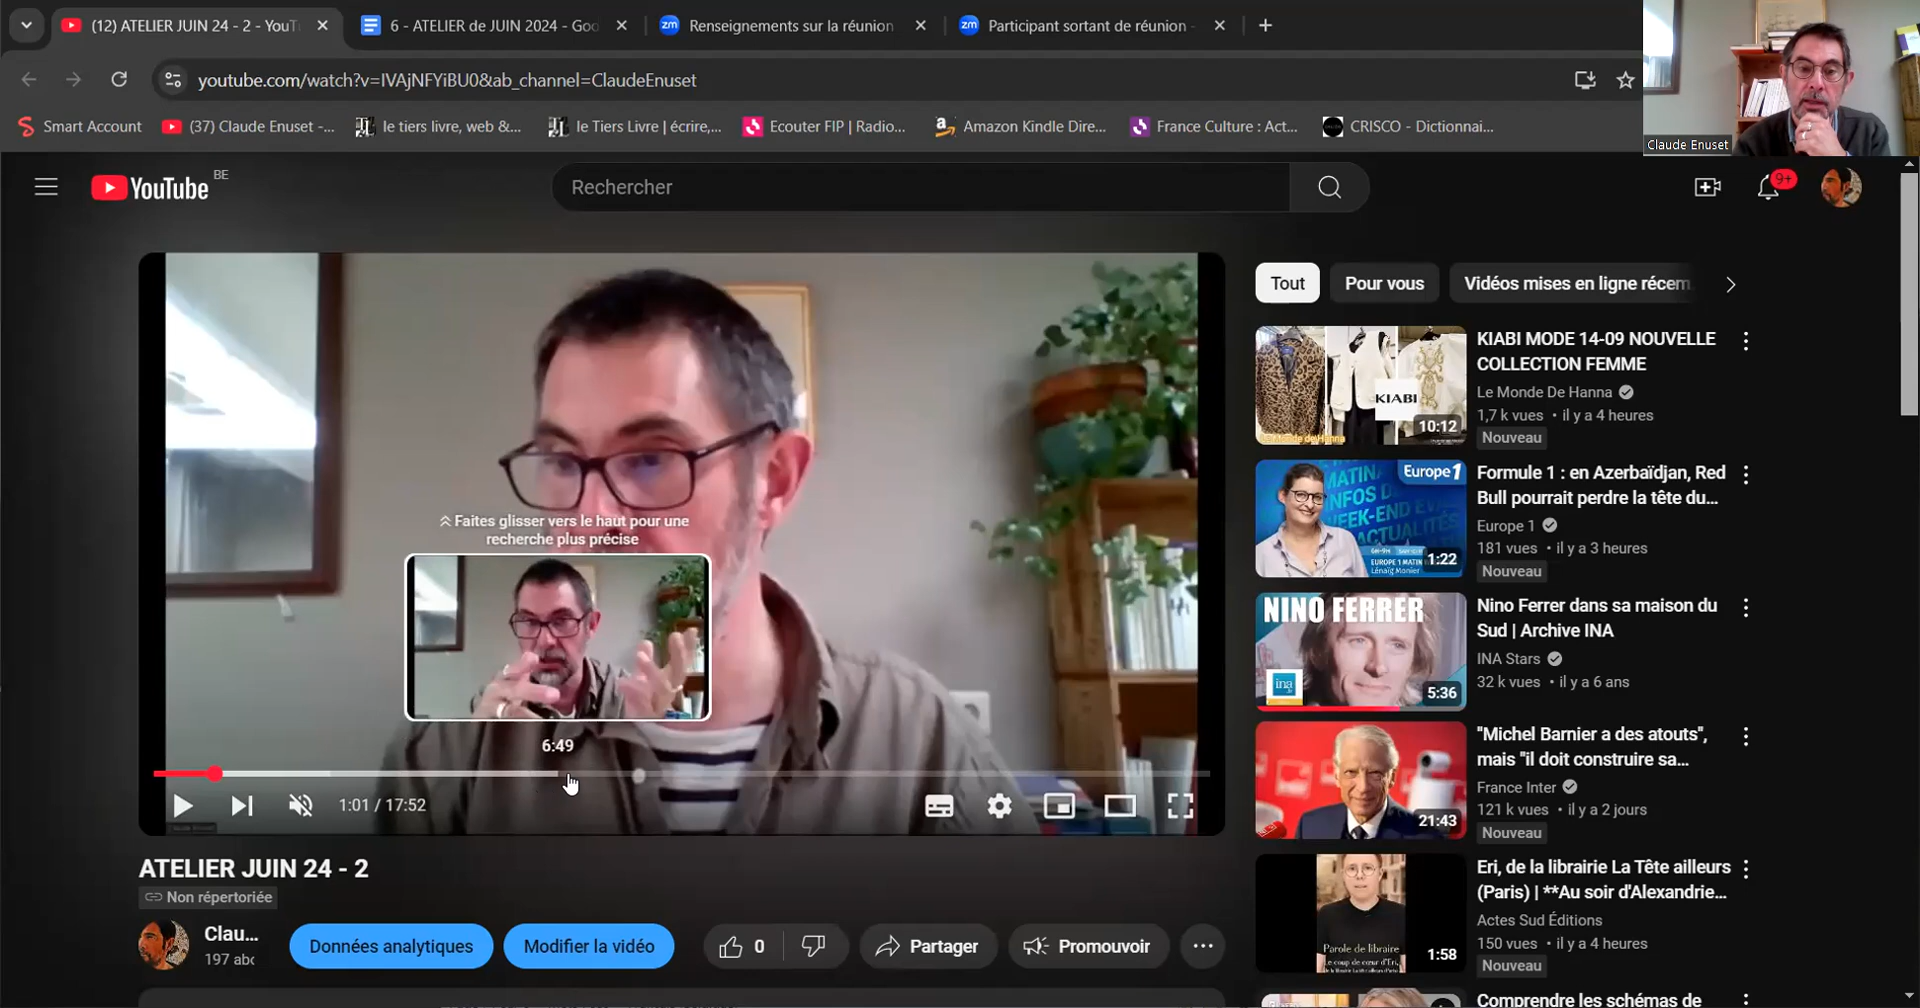 (12) ATELIER JUIN 24 - 2 - YouT
6 - ATELIER de JUIN 2024 - Goo
zm Renseignements sur la réunion
zm Participant sortant de réunion -
youtube.com/watch?v=IVAjNFYiBU0&ab_channel=ClaudeEnuset
Smart Account
(37) Claude Enuset -...
le tiers livre, web &...
le Tiers Livre | écrire,...
Ecouter FIP | Radio...
Amazon Kindle Dire...
France Culture : Act...
CRISCO - Dictionnai...
Claude Enuset
YouTube BE
Rechercher
9+
Faites glisser vers le haut pour une
recherche plus précise
6:49
1:01 / 17:52
ATELIER JUIN 24 - 2
Non répertoriée
Clau...
197 abc
Données analytiques
Modifier la vidéo
0
Partager
Promouvoir
Tout
Pour vous
Vidéos mises en ligne récem
KIABI
10:12
KIABI MODE 14-09 NOUVELLE
COLLECTION FEMME
Le Monde De Hanna
1,7 k vues • il y a 4 heures
Nouveau
Europe 1
1:22
Formule 1 : en Azerbaïdjan, Red
Bull pourrait perdre la tête du...
Europe 1
181 vues • il y a 3 heures
Nouveau
NINO FERRER
ina
5:36
Nino Ferrer dans sa maison du
Sud | Archive INA
INA Stars
32 k vues • il y a 6 ans
21:43
"Michel Barnier a des atouts",
mais "il doit construire sa...
France Inter
121 k vues • il y a 2 jours
Nouveau
Parole de libraire
Le coup de cœur d'Eri,
1:58
Eri, de la librairie La Tête ailleurs
(Paris) | **Au soir d'Alexandrie...
Actes Sud Éditions
150 vues • il y a 4 heures
Nouveau
Comprendre les schémas de